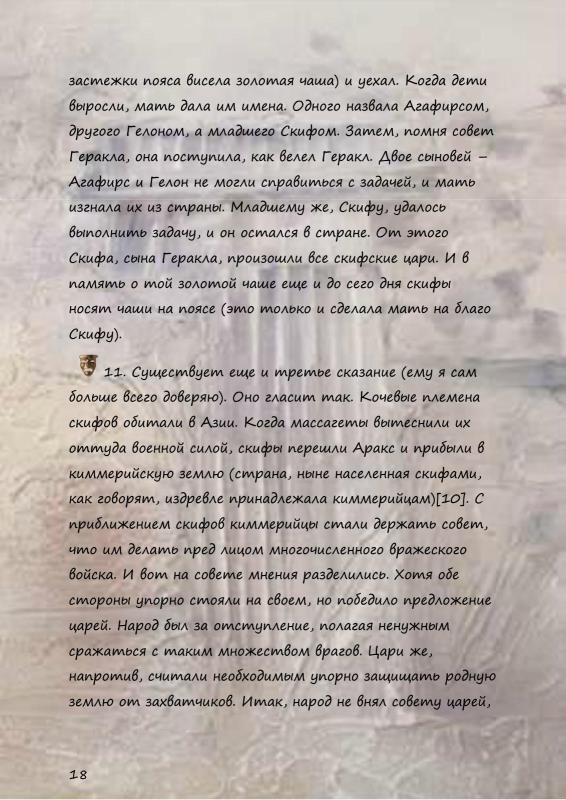 застежки пояса висела золотая чаша) и уехал. Когда дети
выросли, мать дала им имена. Одного назвала Агафирсом,
другого Гелоном, а младшего Скифом. Затем, помня совет
Геракла, она поступила, как велел Геракл. Двое сыновей –
Агафирс и Гелон не могли справиться с задачей, и мать
изгнала их из страны. Младшему же, Скифу, удалось
выполнить задачу, и он остался в стране. От этого
Скифа, сына Геракла, произошли все скифские цари. И в
память о той золотой чаше еще и до сего дня скифы
носят чаши на поясе (это только и сделала мать на благо
Скифу).
11. Существует еще и третье сказание (ему я сам
больше всего доверяю). Оно гласит так. Кочевые племена
скифов обитали в Азии. Когда массагеты вытеснили их
оттуда военной силой, скифы перешли Аракс и прибыли в
киммерийскую землю (страна, ныне населенная скифами,
как говорят, издревле принадлежала киммерийцам)[10]. С
приближением скифов киммерийцы стали держать совет,
что им делать пред лицом многочисленного вражеского
войска. И вот на совете мнения разделились. Хотя обе
стороны упорно стояли на своем, но победило предложение
царей. Народ был за отступление, полагая ненужным
сражаться с таким множеством врагов. Цари же,
напротив, считали необходимым упорно защищать родную
землю от захватчиков. Итак, народ не внял совету царей,
18